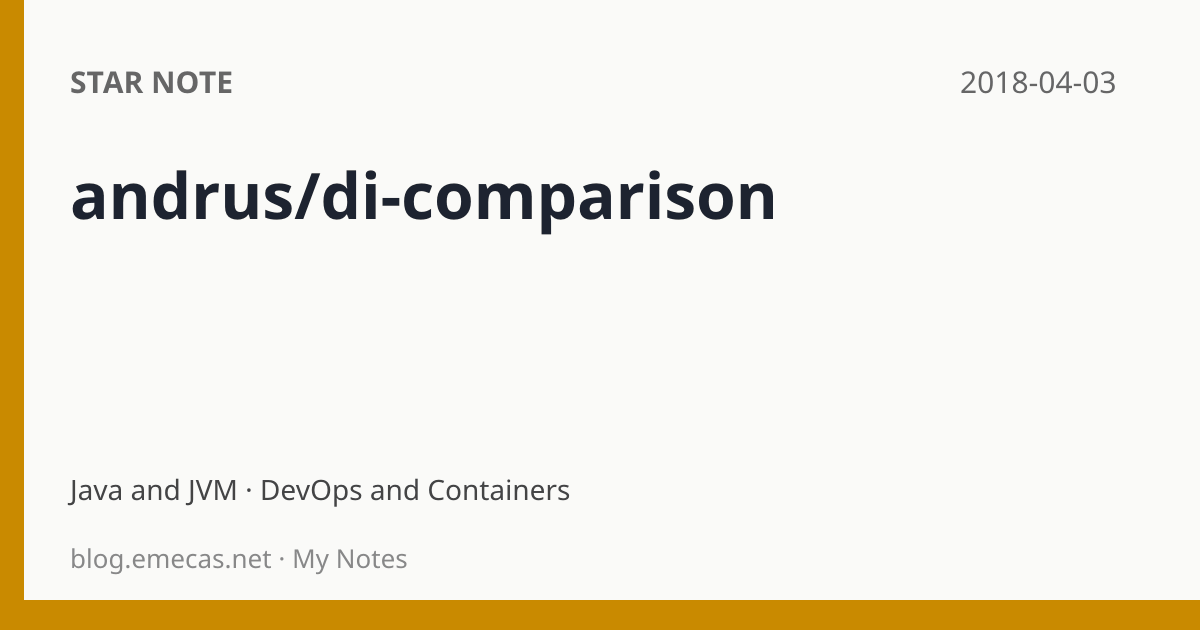 STAR NOTE
2018-04-03
andrus/di-comparison
Java and JVM · DevOps and Containers
blog.emecas.net · My Notes